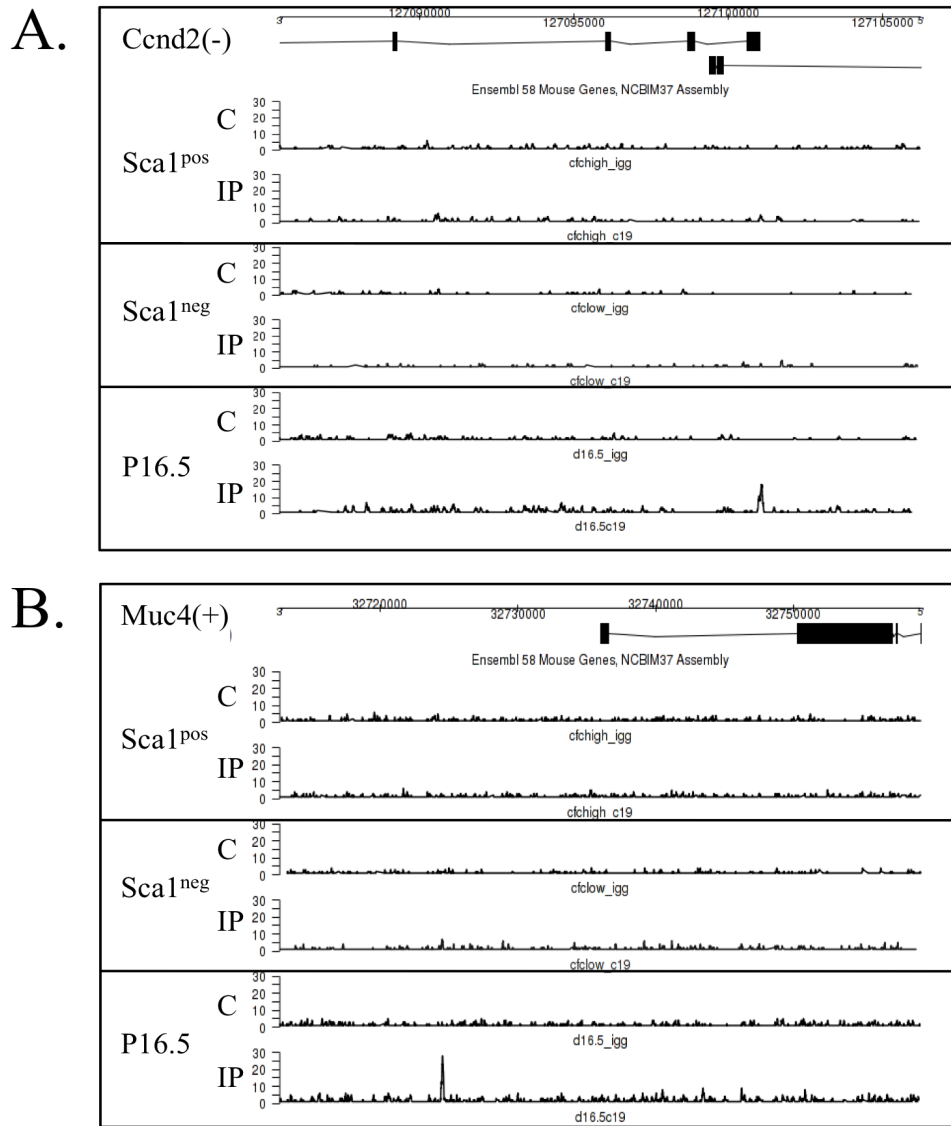 A.
Ccnd2(-)
3' 127090000 127095000 127100000 127105000 5'
Ensembl 58 Mouse Genes, NCBIM37 Assembly
Sca1pos
C
30
20
10
0
cfchigh_igg
IP
30
20
10
0
cfchigh_c19
Sca1neg
C
30
20
10
0
cfclow_igg
IP
30
20
10
0
cfclow_c19
P16.5
C
30
20
10
0
d16.5_igg
IP
30
20
10
0
d16.5c19
B.
Muc4(+)
3' 32720000 32730000 32740000 32750000 5'
Ensembl 58 Mouse Genes, NCBIM37 Assembly
Sca1pos
C
30
20
10
0
cfchigh_igg
IP
30
20
10
0
cfchigh_c19
Sca1neg
C
30
20
10
0
cfclow_igg
IP
30
20
10
0
cfclow_c19
P16.5
C
30
20
10
0
d16.5_igg
IP
30
20
10
0
d16.5c19